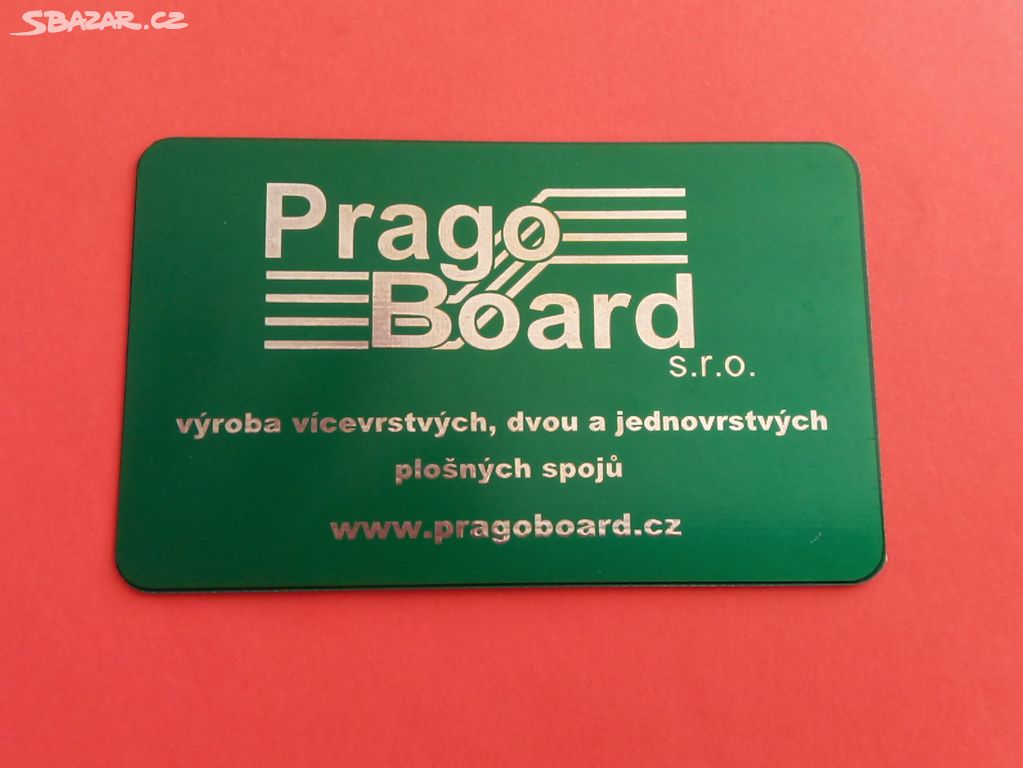 SBAZAR.CZ
Prago
Board
s.r.o.
výroba vícevrstvých, dvou a jednovrstvých
plošných spojů
www.pragoboard.cz